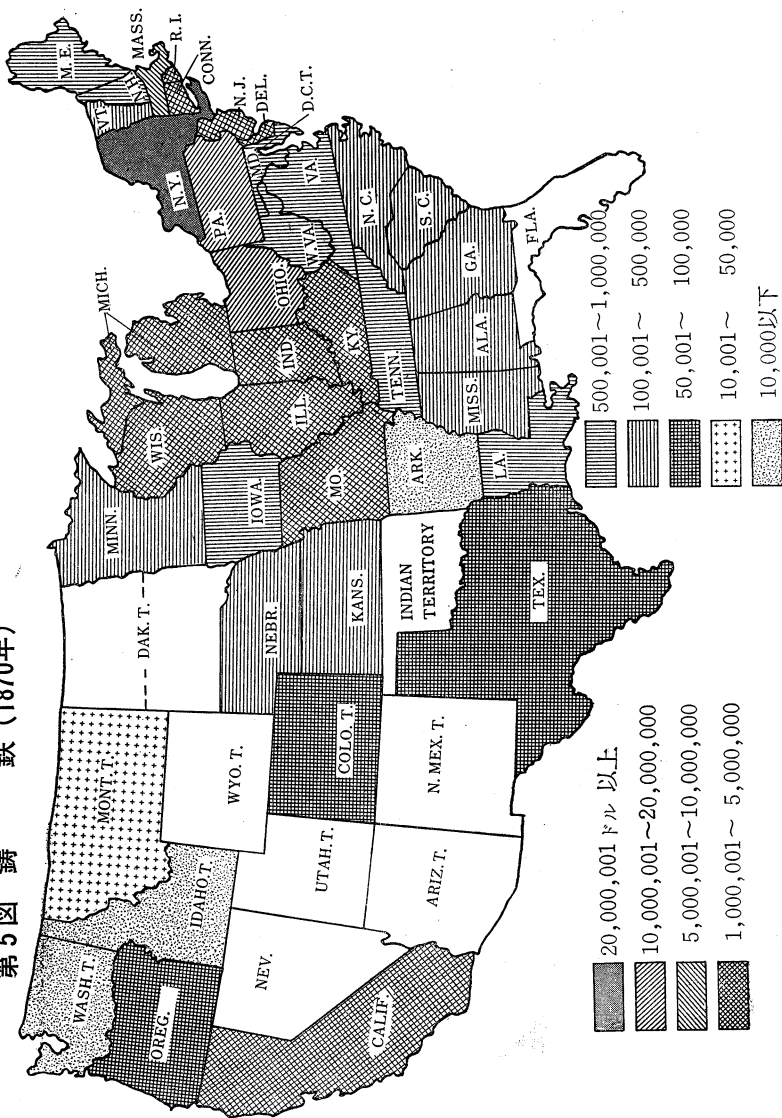 第5図 鋳 鉄 (1870年)
WASH. T.
OREG.
CALIF.
NEV.
IDAHO T.
MONT. T.
WYO. T.
UTAH. T.
ARIZ. T.
COLO. T.
N. MEX. T.
DAK. T.
NEBR.
KANS.
INDIAN
TERRITORY
TEX.
MINN.
IOWA.
MO.
ARK.
LA.
WIS.
ILL.
MICH.
IND
OHIO.
KY.
TENN.
MISS.
ALA.
GA.
FLA.
S. C.
N. C.
VA.
W. VA.
MD.
PA.
N.Y.
VT.
N.H.
M. E.
MASS.
R. I.
CONN.
N. J.
DEL.
D.C.T.
20,000,001ドル 以上
10,000,001~20,000,000
5,000,001~10,000,000
1,000,001~ 5,000,000
500,001~1,000,000
100,001~ 500,000
50,001~ 100,000
10,001~ 50,000
10,000以下